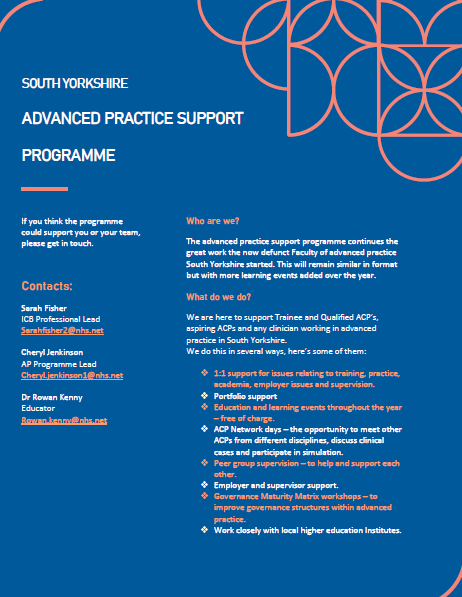 SOUTH YORKSHIRE
ADVANCED PRACTICE SUPPORT
PROGRAMME
If you think the programme
could support you or your team,
please get in touch.
Contacts:
Sarah Fisher
ICB Professional Lead
Sarahfisher2@nhs.net
Cheryl Jenkinson
AP Programme Lead
Cheryl.jenkinson1@nhs.net
Dr Rowan Kenny
Educator
Rowan.kenny@nhs.net
Who are we?
The advanced practice support programme continues the
great work the now defunct Faculty of advanced practice
South Yorkshire started. This will remain similar in format
but with more learning events added over the year.
What do we do?
We are here to support Trainee and Qualified ACP's,
aspiring ACPs and any clinician working in advanced
practice in South Yorkshire.
We do this in several ways, here's some of them:
❖ 1:1 support for issues relating to training, practice,
academia, employer issues and supervision.
❖ Portfolio support
❖ Education and learning events throughout the year
– free of charge.
❖ ACP Network days – the opportunity to meet other
ACPs from different disciplines, discuss clinical
cases and participate in simulation.
❖ Peer group supervision – to help and support each
other.
❖ Employer and supervisor support.
❖ Governance Maturity Matrix workshops – to
improve governance structures within advanced
practice.
❖ Work closely with local higher education Institutes.